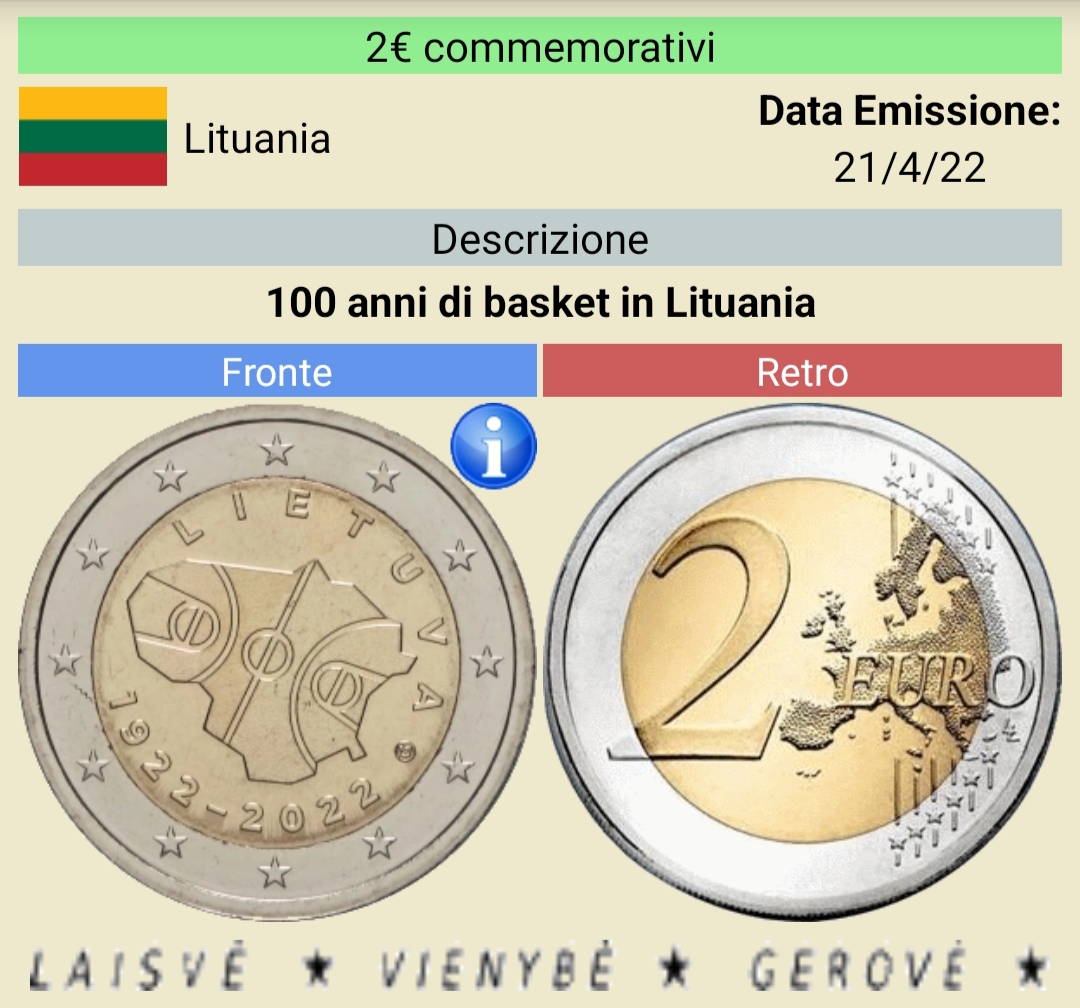 2€ commemorativi
Lituania
Data Emissione:
21/4/22
Descrizione
100 anni di basket in Lituania
Fronte
Retro
i
LIETUVA
1922-2022
2 EURO
LAISVĖ ★ VIENYBĖ ★ GEROVĖ ★